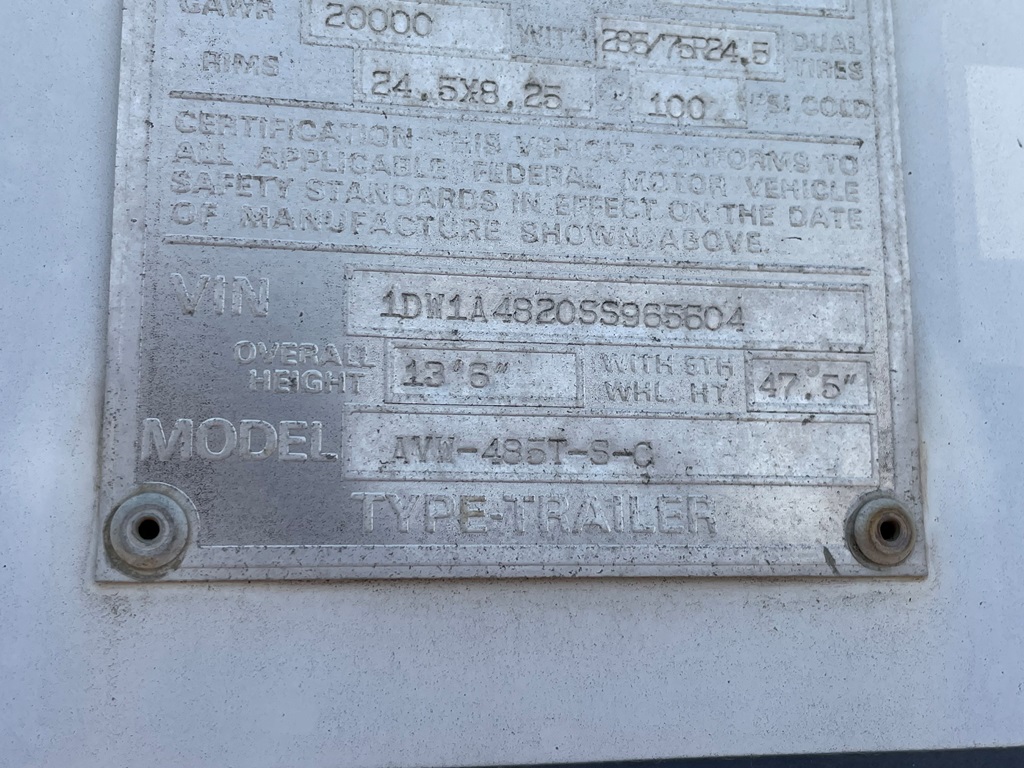 GAWR 20000 WITH 285/75R24.5 DUAL TIRES
RIMS 24.5X8.25 @ 100 PSI COLD
CERTIFICATION THIS VEHICLE CONFORMS TO
ALL APPLICABLE FEDERAL MOTOR VEHICLE
SAFETY STANDARDS IN EFFECT ON THE DATE
OF MANUFACTURE SHOWN ABOVE.
VIN 1DW1A4820SS965604
OVERALL HEIGHT 13'6" WITH 5TH WHL. HT. 47.5"
MODEL AVW-485T-S-C
TYPE-TRAILER